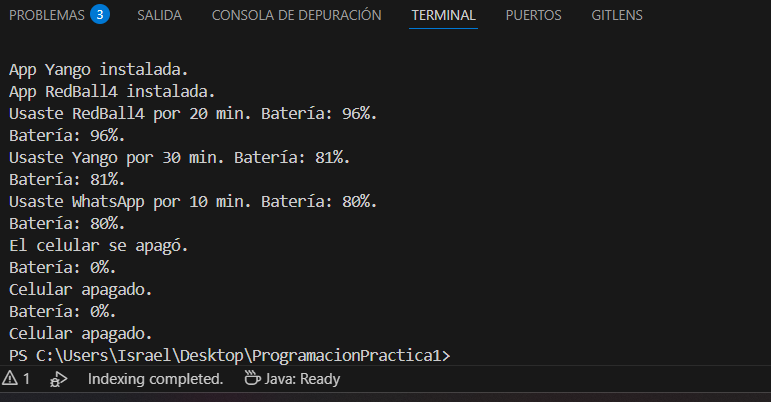 PROBLEMAS 3 SALIDA CONSOLA DE DEPURACIÓN TERMINAL PUERTOS GITLENS
App Yango instalada.
App RedBall4 instalada.
Usaste RedBall4 por 20 min. Batería: 96%.
Batería: 96%.
Usaste Yango por 30 min. Batería: 81%.
Batería: 81%.
Usaste WhatsApp por 10 min. Batería: 80%.
Batería: 80%.
El celular se apagó.
Batería: 0%.
Celular apagado.
Batería: 0%.
Celular apagado.
PS C:\Users\Israel\Desktop\ProgramacionPractica1>
1 Indexing completed. Java: Ready